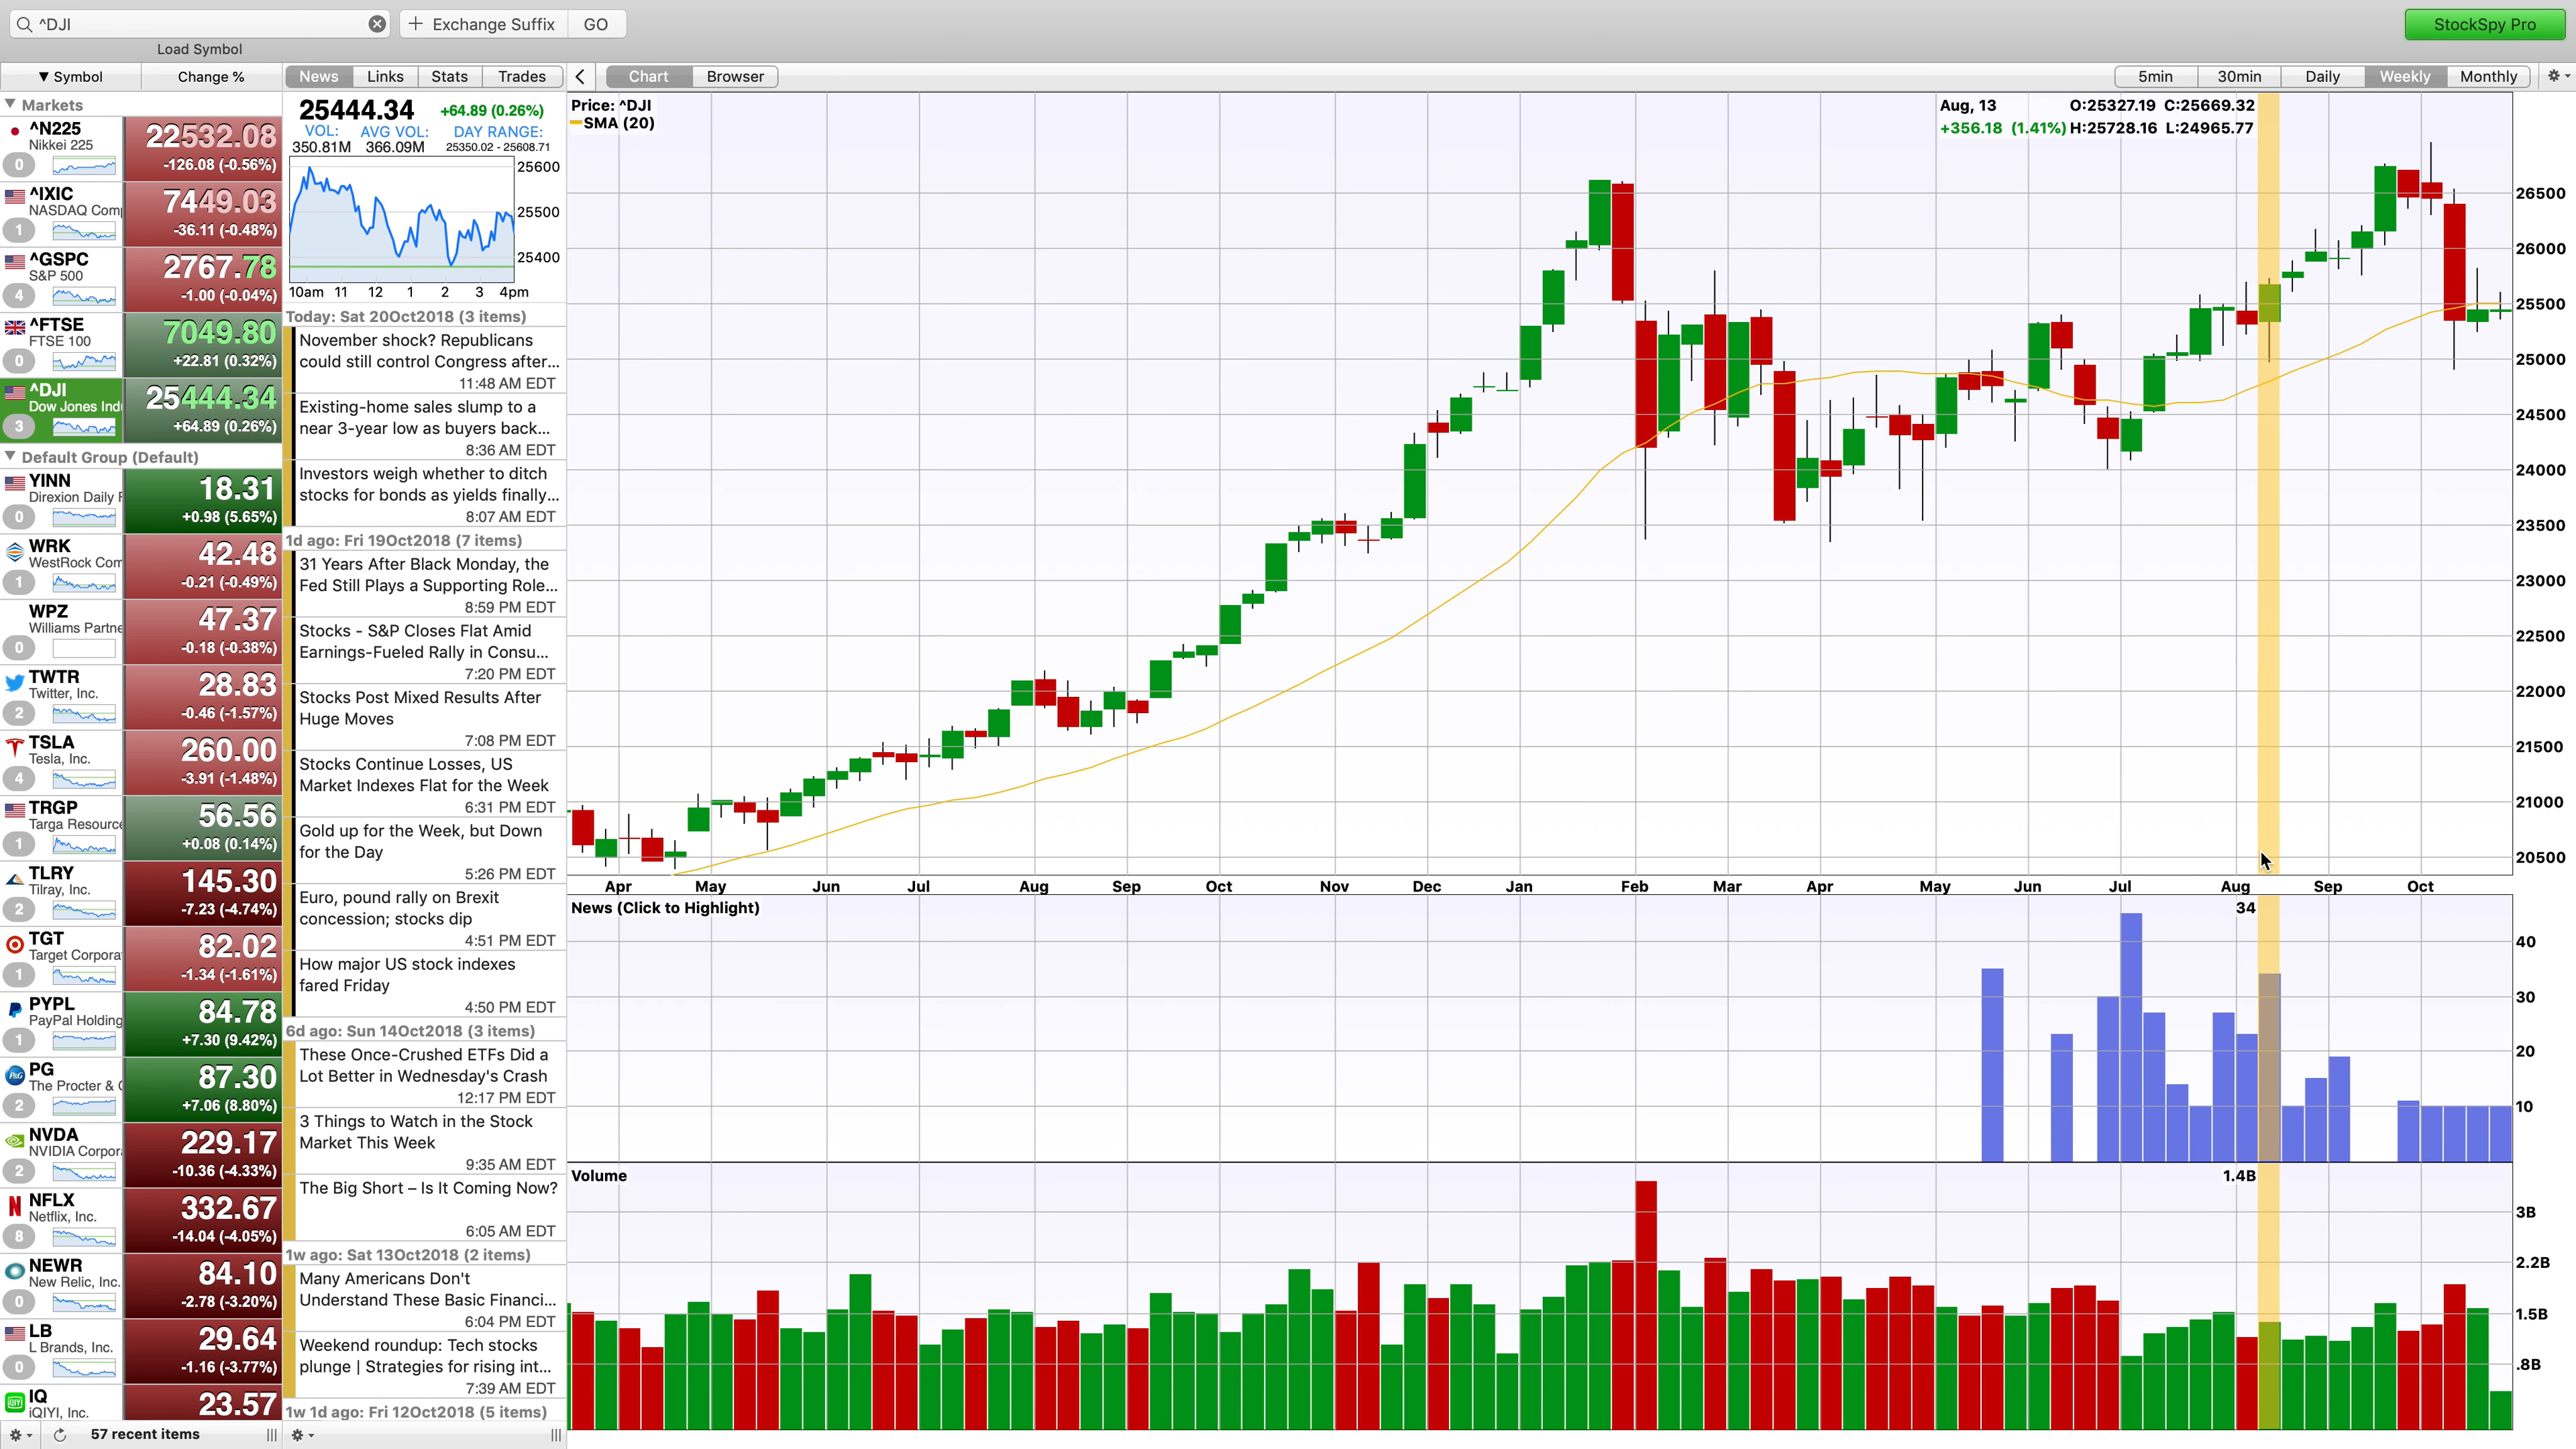 ^DJI
Exchange Suffix
GO
StockSpy Pro
Load Symbol
▼ Symbol
Change %
News
Links
Stats
Trades
Chart
Browser
5min
30min
Daily
Weekly
Monthly
Markets
^N225
Nikkei 225
0
22532.08
-126.08 (-0.56%)
^IXIC
NASDAQ Com
1
7449.03
-36.11 (-0.48%)
^GSPC
S&P 500
4
2767.78
-1.00 (-0.04%)
^FTSE
FTSE 100
0
7049.80
+22.81 (0.32%)
^DJI
Dow Jones Ind
3
25444.34
+64.89 (0.26%)
Default Group (Default)
YINN
Direxion Daily F
0
18.31
+0.98 (5.65%)
WRK
WestRock Com
1
42.48
-0.21 (-0.49%)
WPZ
Williams Partne
0
47.37
-0.18 (-0.38%)
TWTR
Twitter, Inc.
2
28.83
-0.46 (-1.57%)
TSLA
Tesla, Inc.
4
260.00
-3.91 (-1.48%)
TRGP
Targa Resource
1
56.56
+0.08 (0.14%)
TLRY
Tilray, Inc.
2
145.30
-7.23 (-4.74%)
TGT
Target Corpora
1
82.02
-1.34 (-1.61%)
PYPL
PayPal Holding
1
84.78
+7.30 (9.42%)
P&G
PG
The Procter & G
2
87.30
+7.06 (8.80%)
NVDA
NVIDIA Corpora
2
229.17
-10.36 (-4.33%)
NFLX
Netflix, Inc.
8
332.67
-14.04 (-4.05%)
NEWR
New Relic, Inc.
0
84.10
-2.78 (-3.20%)
LB
L Brands, Inc.
0
29.64
-1.16 (-3.77%)
IQ
iQIYI, Inc.
23.57
57 recent items
25444.34
+64.89 (0.26%)
VOL:
AVG VOL:
DAY RANGE:
350.81M
366.09M
25350.02 - 25608.71
25600
25500
25400
10am 11 12 1 2 3 4pm
Today: Sat 20Oct2018 (3 items)
November shock? Republicans
could still control Congress after...
11:48 AM EDT
Existing-home sales slump to a
near 3-year low as buyers back...
8:36 AM EDT
Investors weigh whether to ditch
stocks for bonds as yields finally...
8:07 AM EDT
1d ago: Fri 19Oct2018 (7 items)
31 Years After Black Monday, the
Fed Still Plays a Supporting Role...
8:59 PM EDT
Stocks - S&P Closes Flat Amid
Earnings-Fueled Rally in Consu...
7:20 PM EDT
Stocks Post Mixed Results After
Huge Moves
7:08 PM EDT
Stocks Continue Losses, US
Market Indexes Flat for the Week
6:31 PM EDT
Gold up for the Week, but Down
for the Day
5:26 PM EDT
Euro, pound rally on Brexit
concession; stocks dip
4:51 PM EDT
How major US stock indexes
fared Friday
4:50 PM EDT
6d ago: Sun 14Oct2018 (3 items)
These Once-Crushed ETFs Did a
Lot Better in Wednesday's Crash
12:17 PM EDT
3 Things to Watch in the Stock
Market This Week
9:35 AM EDT
The Big Short – Is It Coming Now?
6:05 AM EDT
1w ago: Sat 13Oct2018 (2 items)
Many Americans Don't
Understand These Basic Financi...
6:04 PM EDT
Weekend roundup: Tech stocks
plunge | Strategies for rising int...
7:39 AM EDT
1w 1d ago: Fri 12Oct2018 (5 items)
Price: ^DJI
SMA (20)
Aug, 13
O:25327.19 C:25669.32
+356.18 (1.41%) H:25728.16 L:24965.77
26500
26000
25500
25000
24500
24000
23500
23000
22500
22000
21500
21000
20500
Apr May Jun Jul Aug Sep Oct Nov Dec Jan Feb Mar Apr May Jun Jul Aug Sep Oct
News (Click to Highlight)
34
40
30
20
10
Volume
1.4B
3B
2.2B
1.5B
.8B